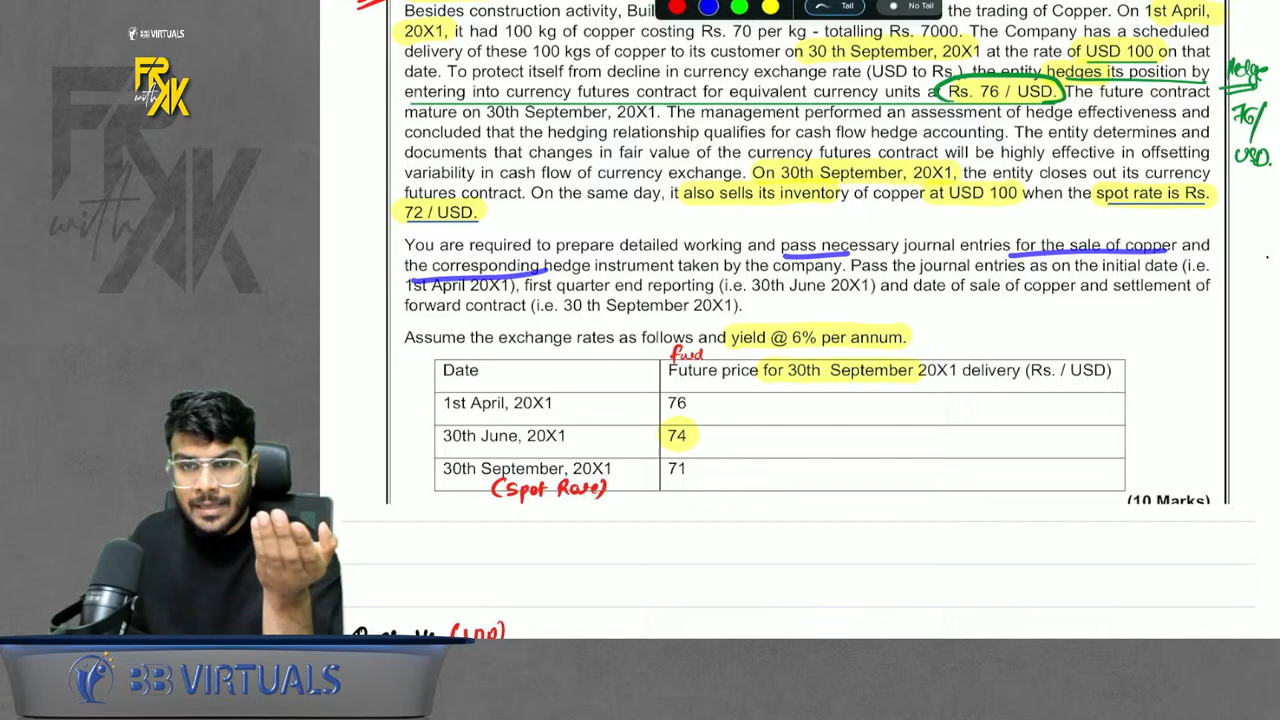 BB VIRTUALS
FR
with
AK
Tail
No Tail
Besides construction activity, Buil the trading of Copper. On 1st April,
20X1, it had 100 kg of copper costing Rs. 70 per kg - totalling Rs. 7000. The Company has a scheduled
delivery of these 100 kgs of copper to its customer on 30 th September, 20X1 at the rate of USD 100 on that
date. To protect itself from decline in currency exchange rate (USD to Rs.), the entity hedges its position by
entering into currency futures contract for equivalent currency units a Rs. 76 / USD. The future contract
mature on 30th September, 20X1. The management performed an assessment of hedge effectiveness and
concluded that the hedging relationship qualifies for cash flow hedge accounting. The entity determines and
documents that changes in fair value of the currency futures contract will be highly effective in offsetting
variability in cash flow of currency exchange. On 30th September, 20X1, the entity closes out its currency
futures contract. On the same day, it also sells its inventory of copper at USD 100 when the spot rate is Rs.
72 / USD.
Hedge
76/
USD.
You are required to prepare detailed working and pass necessary journal entries for the sale of copper and
the corresponding hedge instrument taken by the company. Pass the journal entries as on the initial date (i.e.
1st April 20X1), first quarter end reporting (i.e. 30th June 20X1) and date of sale of copper and settlement of
forward contract (i.e. 30 th September 20X1).
Assume the exchange rates as follows and yield @ 6% per annum.
fwd
Date Future price for 30th September 20X1 delivery (Rs. / USD)
1st April, 20X1 76
30th June, 20X1 74
30th September, 20X1 71
(Spot Rate)
(10 Marks)
BB VIRTUALS